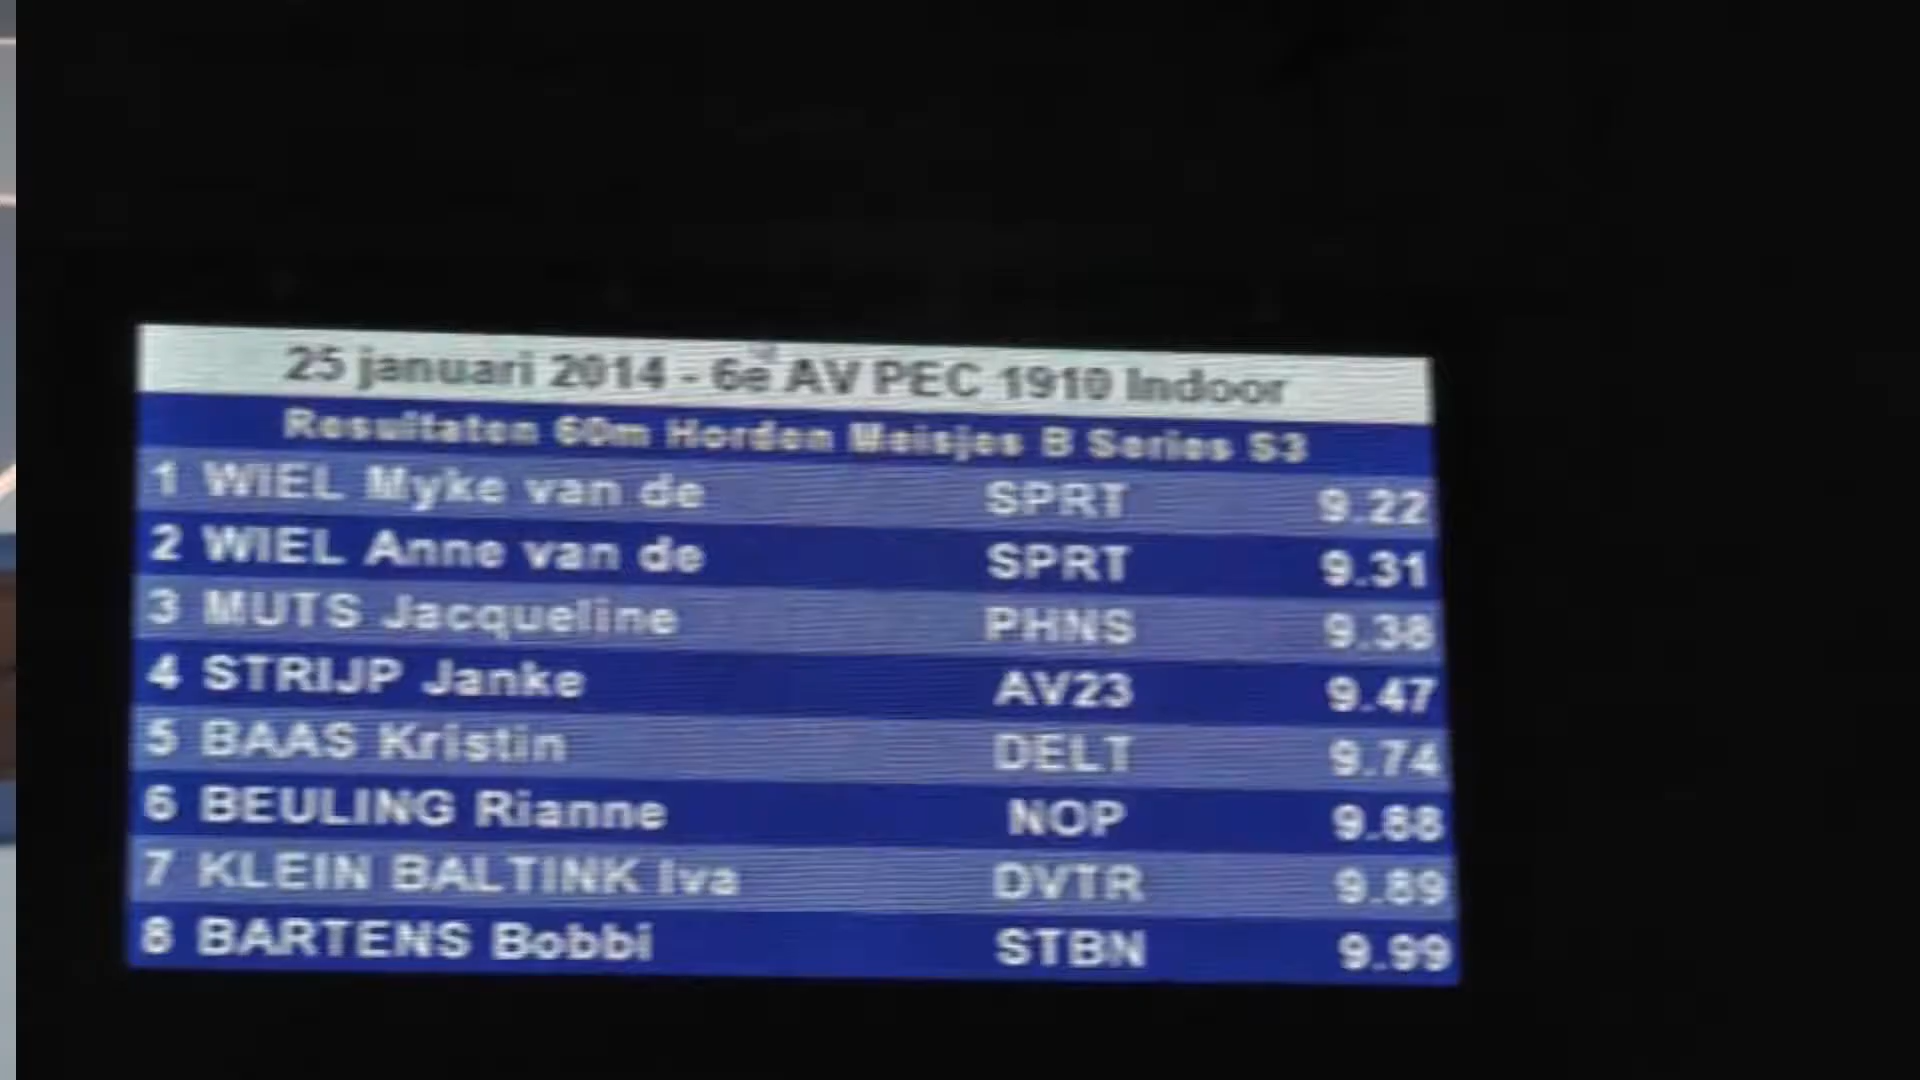 25 januari 2014 - 6e AV PEC 1910 Indoor
Resultaten 60m Horden Meisjes B Series S3
1 WIEL Myke van de SPRT 9.22
2 WIEL Anne van de SPRT 9.31
3 MUTS Jacqueline PHNS 9.38
4 STRIJP Janke AV23 9.47
5 BAAS Kristin DELT 9.74
6 BEULING Rianne NOP 9.88
7 KLEIN BALTINK Iva DVTR 9.89
8 BARTENS Bobbi STBN 9.99